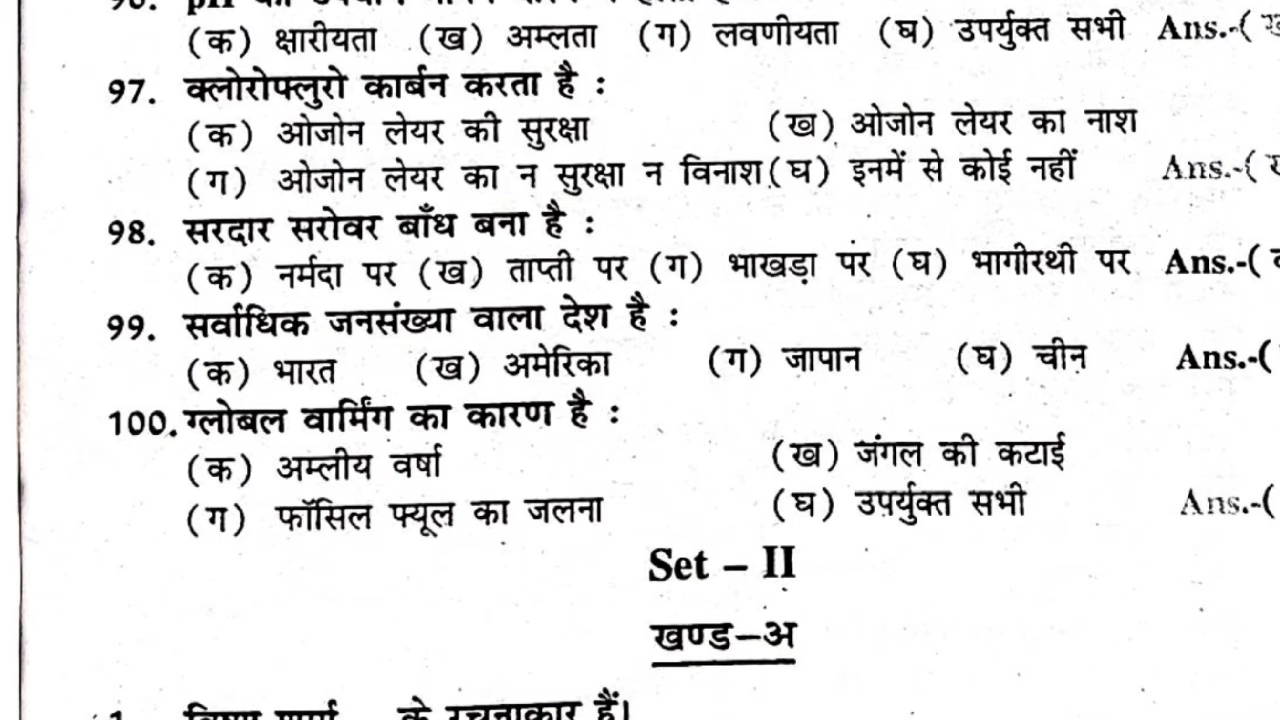 (क) क्षारीयता (ख) अम्लता (ग) लवणीयता (घ) उपर्युक्त सभी Ans.-(
97. क्लोरोफ्लुरो कार्बन करता है :
(क) ओजोन लेयर की सुरक्षा (ख) ओजोन लेयर का नाश
(ग) ओजोन लेयर का न सुरक्षा न विनाश (घ) इनमें से कोई नहीं Ans.-(
98. सरदार सरोवर बाँध बना है :
(क) नर्मदा पर (ख) ताप्ती पर (ग) भाखड़ा पर (घ) भागीरथी पर Ans.-(
99. सर्वाधिक जनसंख्या वाला देश है :
(क) भारत (ख) अमेरिका (ग) जापान (घ) चीन Ans.-(
100. ग्लोबल वार्मिंग का कारण है :
(क) अम्लीय वर्षा (ख) जंगल की कटाई
(ग) फॉसिल फ्यूल का जलना (घ) उपर्युक्त सभी Ans.-(
Set – II
खण्ड–अ
1. के रचनाकार हैं।